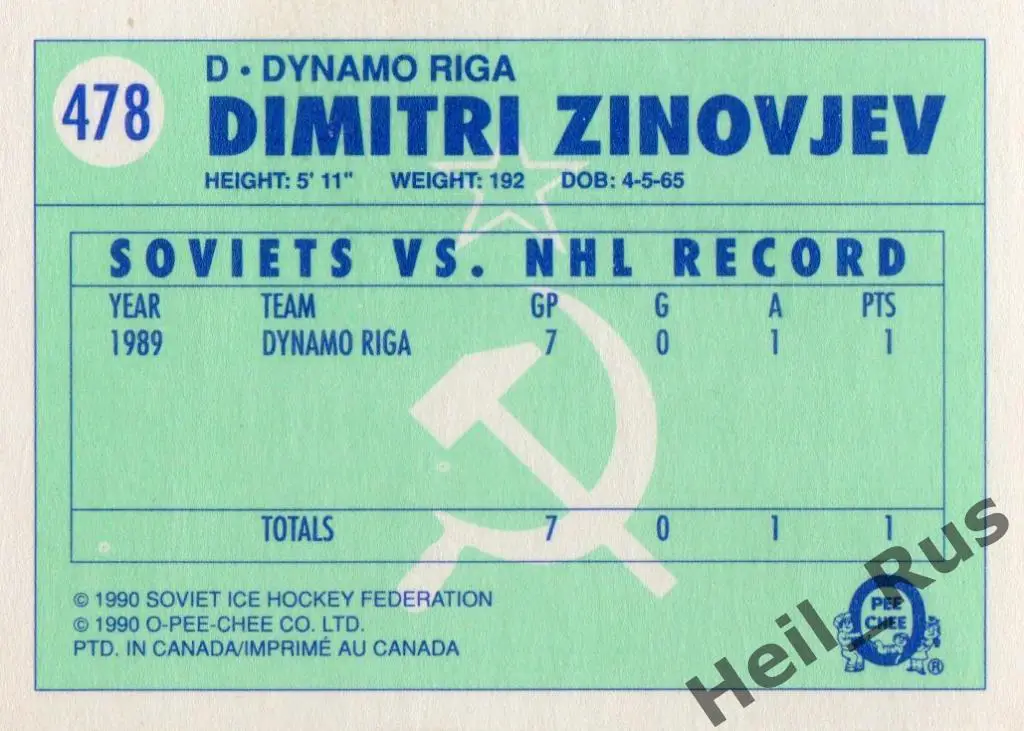 478
D • DYNAMO RIGA
DIMITRI ZINOVJEV
HEIGHT: 5' 11" WEIGHT: 192 DOB: 4-5-65
SOVIETS VS. NHL RECORD
YEAR TEAM GP G A PTS
1989 DYNAMO RIGA 7 0 1 1
TOTALS 7 0 1 1
© 1990 SOVIET ICE HOCKEY FEDERATION
© 1990 O-PEE-CHEE CO. LTD.
PTD. IN CANADA/IMPRIMÉ AU CANADA
O
PEE
CHEE
®
Heil_Rus